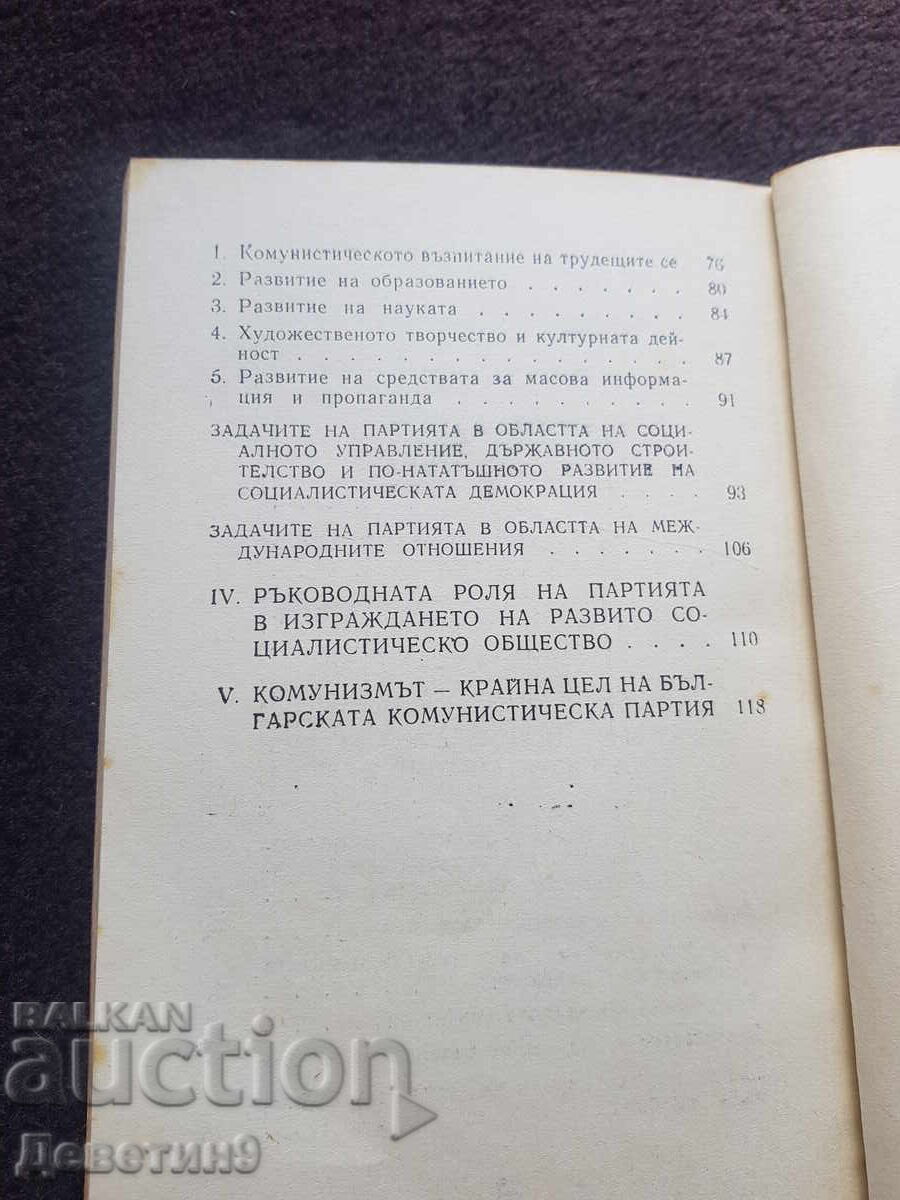 1. Комунистическото възпитание на трудещите се 76
2. Развитие на образованието . . . . . . . 80
3. Развитие на науката . . . . . . . . . 84
4. Художественото творчество и културната дей-
ност . . . . . . . . . . . . . . . . . 87
5. Развитие на средствата за масова информа-
ция и пропаганда . . . . . . . . . . 91
ЗАДАЧИТЕ НА ПАРТИЯТА В ОБЛАСТТА НА СОЦИ-
АЛНОТО УПРАВЛЕНИЕ, ДЪРЖАВНОТО СТРОИ-
ТЕЛСТВО И ПО-НАТАТЪШНОТО РАЗВИТИЕ НА
СОЦИАЛИСТИЧЕСКАТА ДЕМОКРАЦИЯ . . . . 93
ЗАДАЧИТЕ НА ПАРТИЯТА В ОБЛАСТТА НА МЕЖ-
ДУНАРОДНИТЕ ОТНОШЕНИЯ . . . . . . . 106
IV. РЪКОВОДНАТА РОЛЯ НА ПАРТИЯТА
В ИЗГРАЖДАНЕТО НА РАЗВИТО СО-
ЦИАЛИСТИЧЕСКО ОБЩЕСТВО . . . . 110
V. КОМУНИЗМЪТ — КРАЙНА ЦЕЛ НА БЪЛ-
ГАРСКАТА КОМУНИСТИЧЕСКА ПАРТИЯ 118
BALKAN
auction
Деветин9